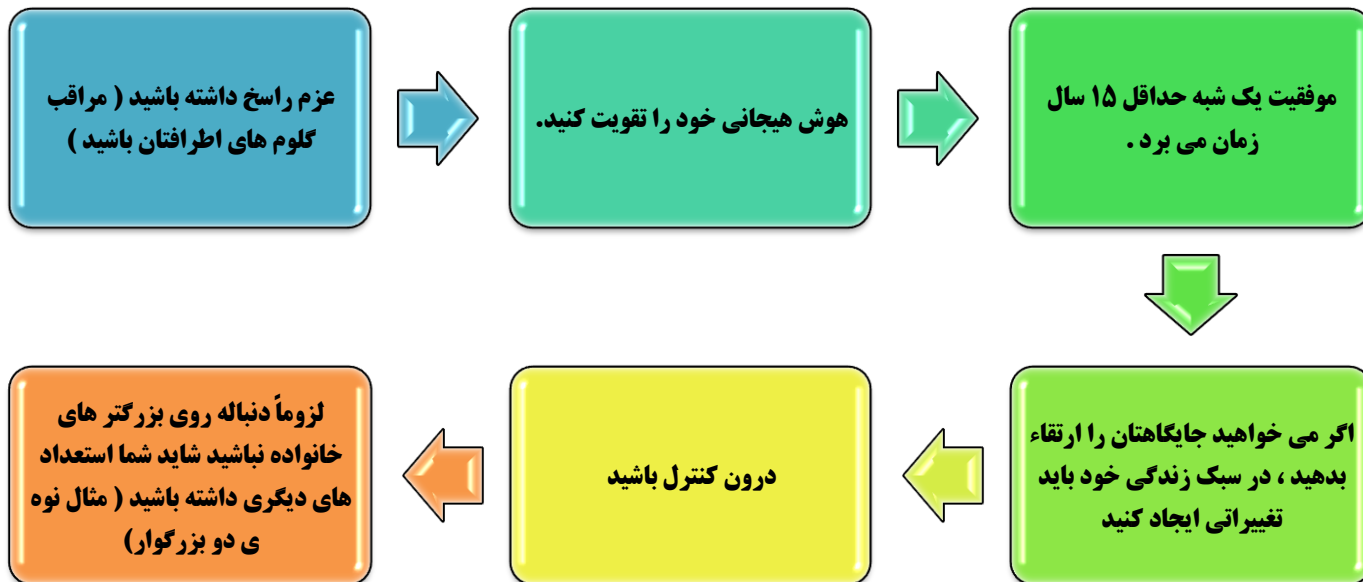 عزم راسخ داشته باشید ( مراقب
گلوم های اطرافتان باشید )
هوش هیجانی خود را تقویت کنید.
موفقیت یک شبه حداقل ۱۵ سال
زمان می برد .
اگر می خواهید جایگاهتان را ارتقاء
بدهید ، در سبک زندگی خود باید
تغییراتی ایجاد کنید
درون کنترل باشید
لزوماً دنباله روی بزرگتر های
خانواده نباشید شاید شما استعداد
های دیگری داشته باشید ( مثال نوه
ی دو بزرگوار)